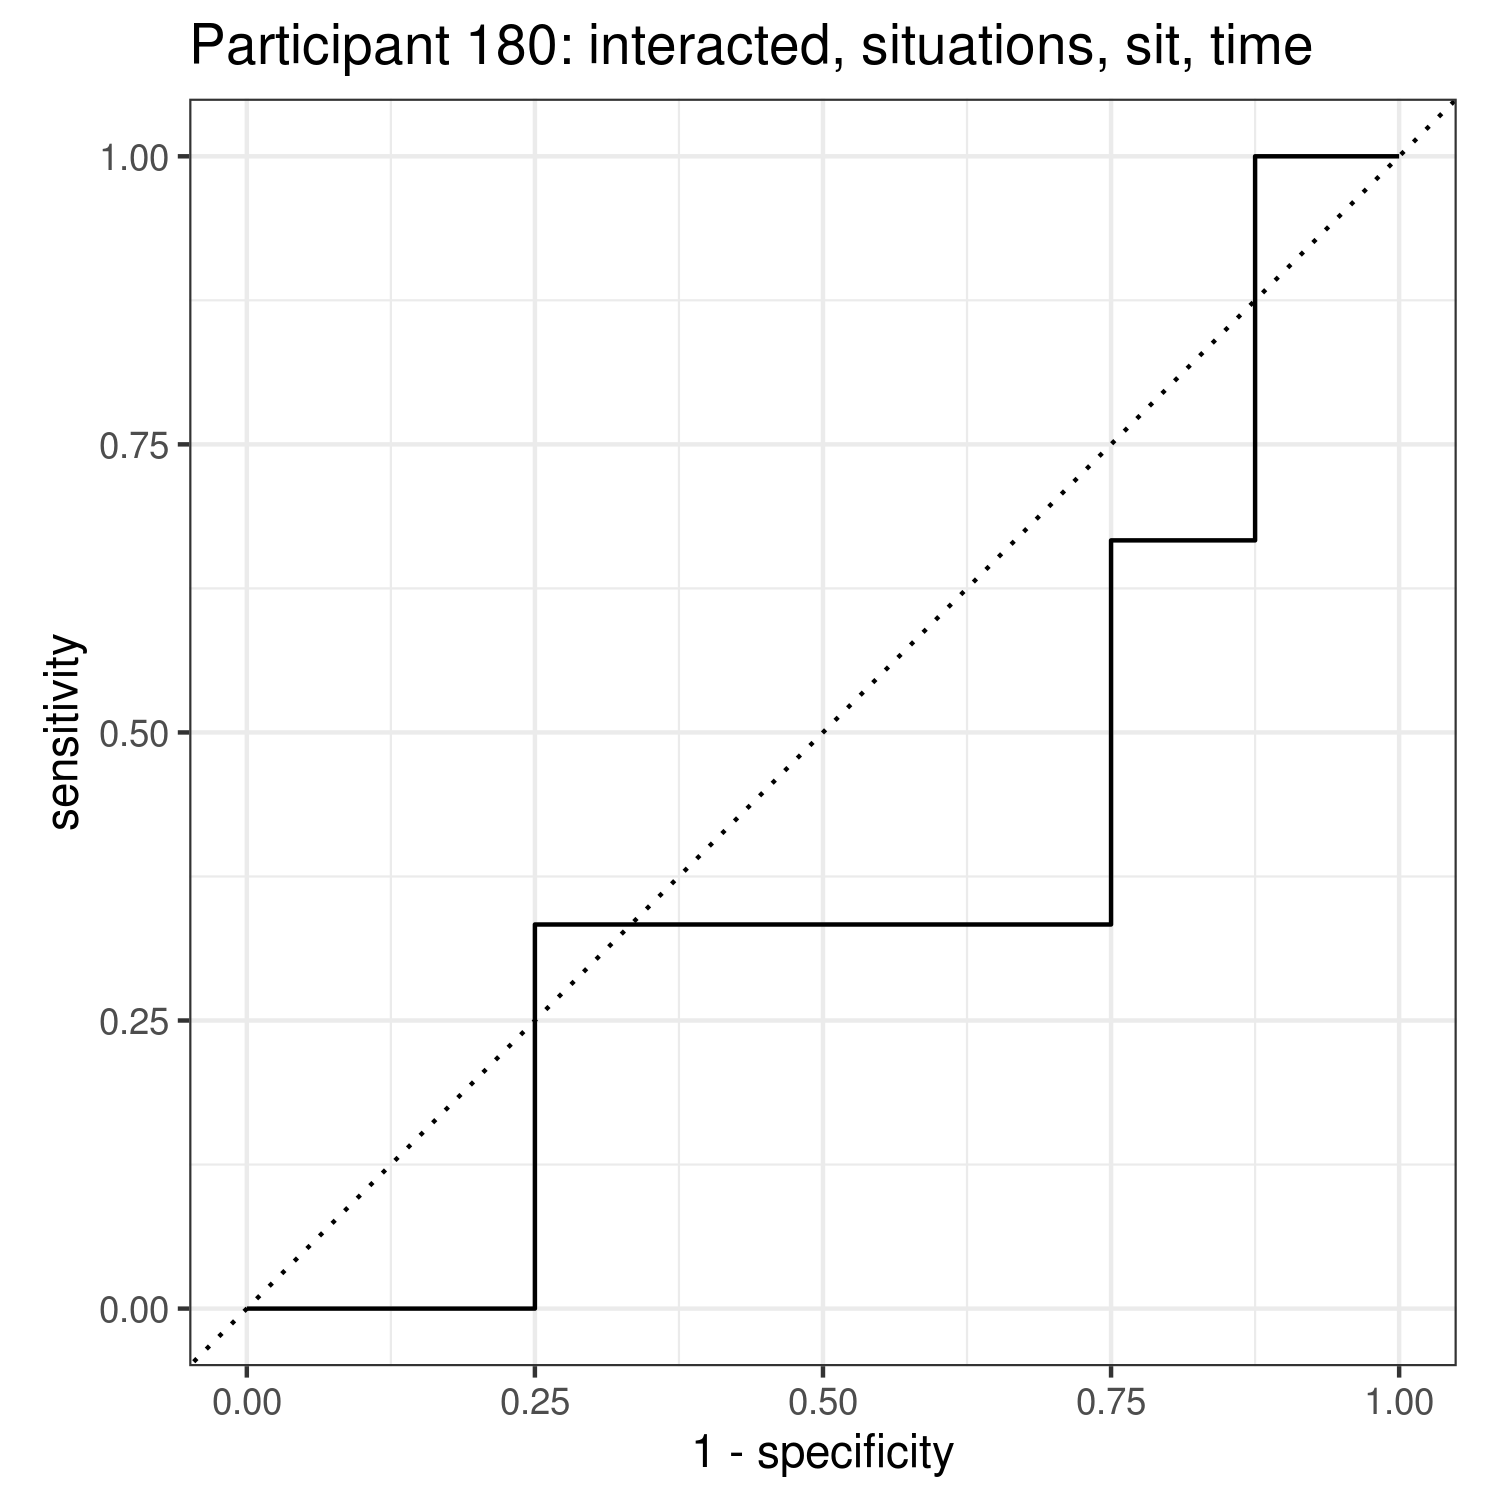 Participant 180: interacted, situations, sit, time
1.00
0.75
0.50
0.25
0.00
sensitivity
0.00 0.25 0.50 0.75 1.00
1 - specificity